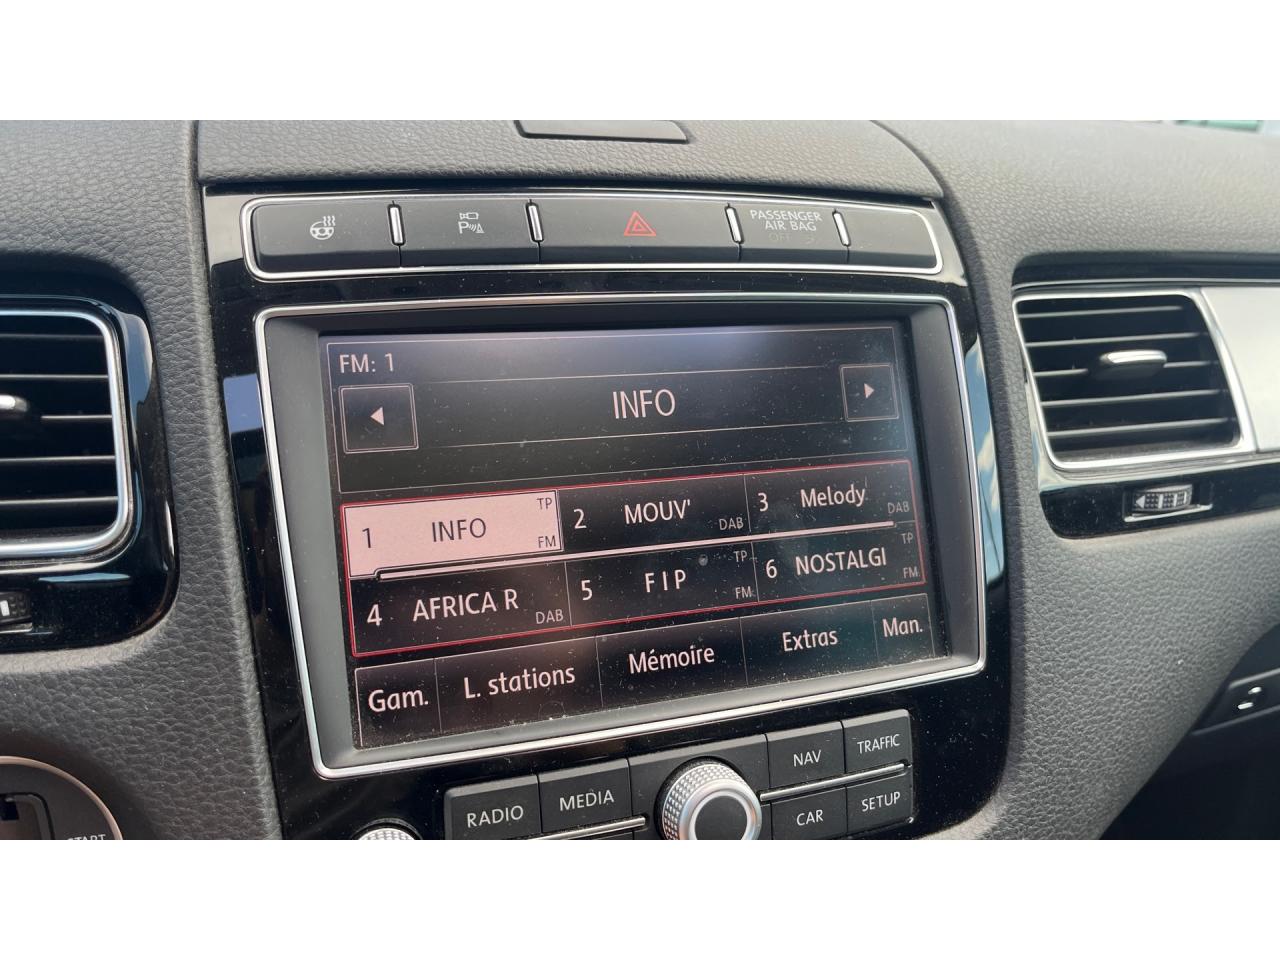 P
PASSENGER
AIR BAG
OFF
FM: 1
INFO
1 INFO TP FM
2 MOUV' DAB
3 Melody DAB
4 AFRICA R DAB
5 FIP TP FM
6 NOSTALGI TP FM
Gam. L. stations Mémoire Extras Man.
RADIO MEDIA NAV TRAFFIC
CAR SETUP
START